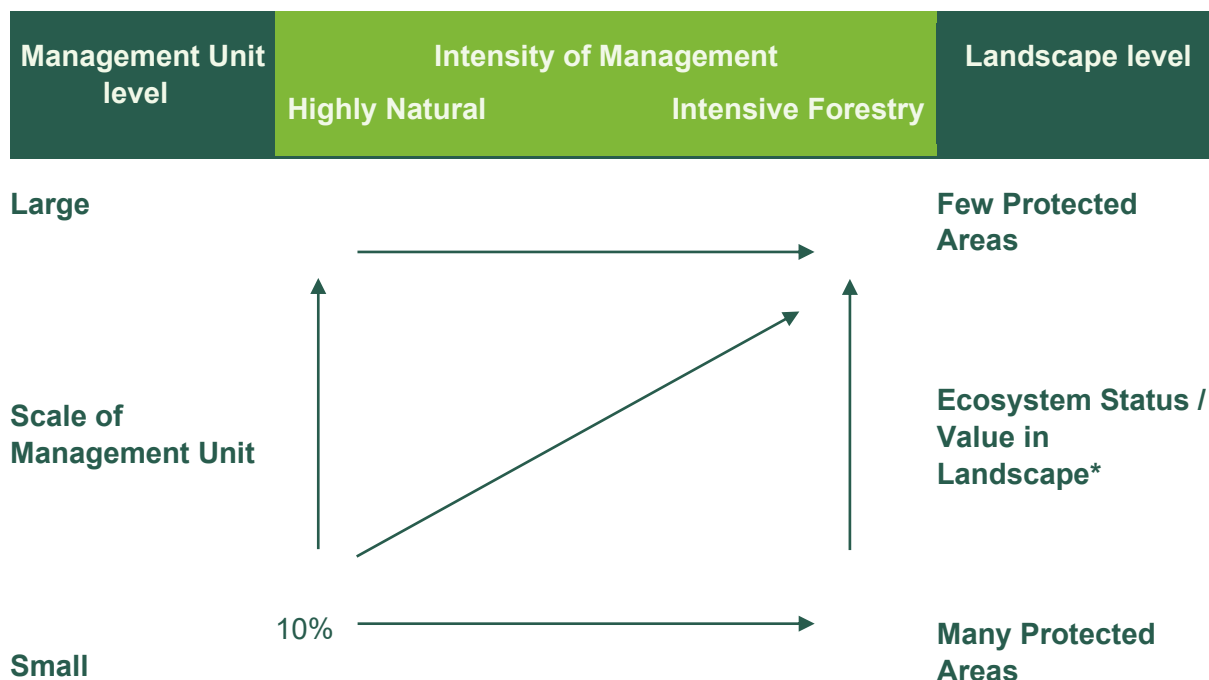 Management Unit
level
Intensity of Management
Highly Natural Intensive Forestry
Landscape level
Large
Few Protected
Areas
Scale of
Management Unit
Ecosystem Status /
Value in
Landscape*
10%
Small
Many Protected
Areas